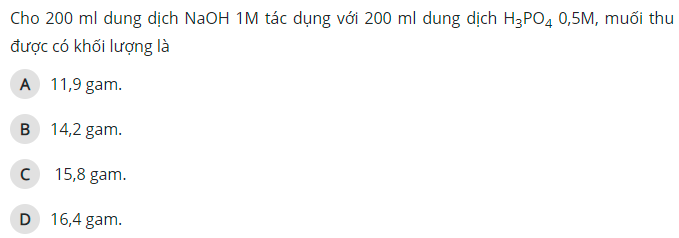 Cho 200 ml dung dịch NaOH 1M tác dụng với 200 ml dung dịch H₃PO₄ 0,5M, muối thu
được có khối lượng là
A 11,9 gam.
B 14,2 gam.
C 15,8 gam.
D 16,4 gam.